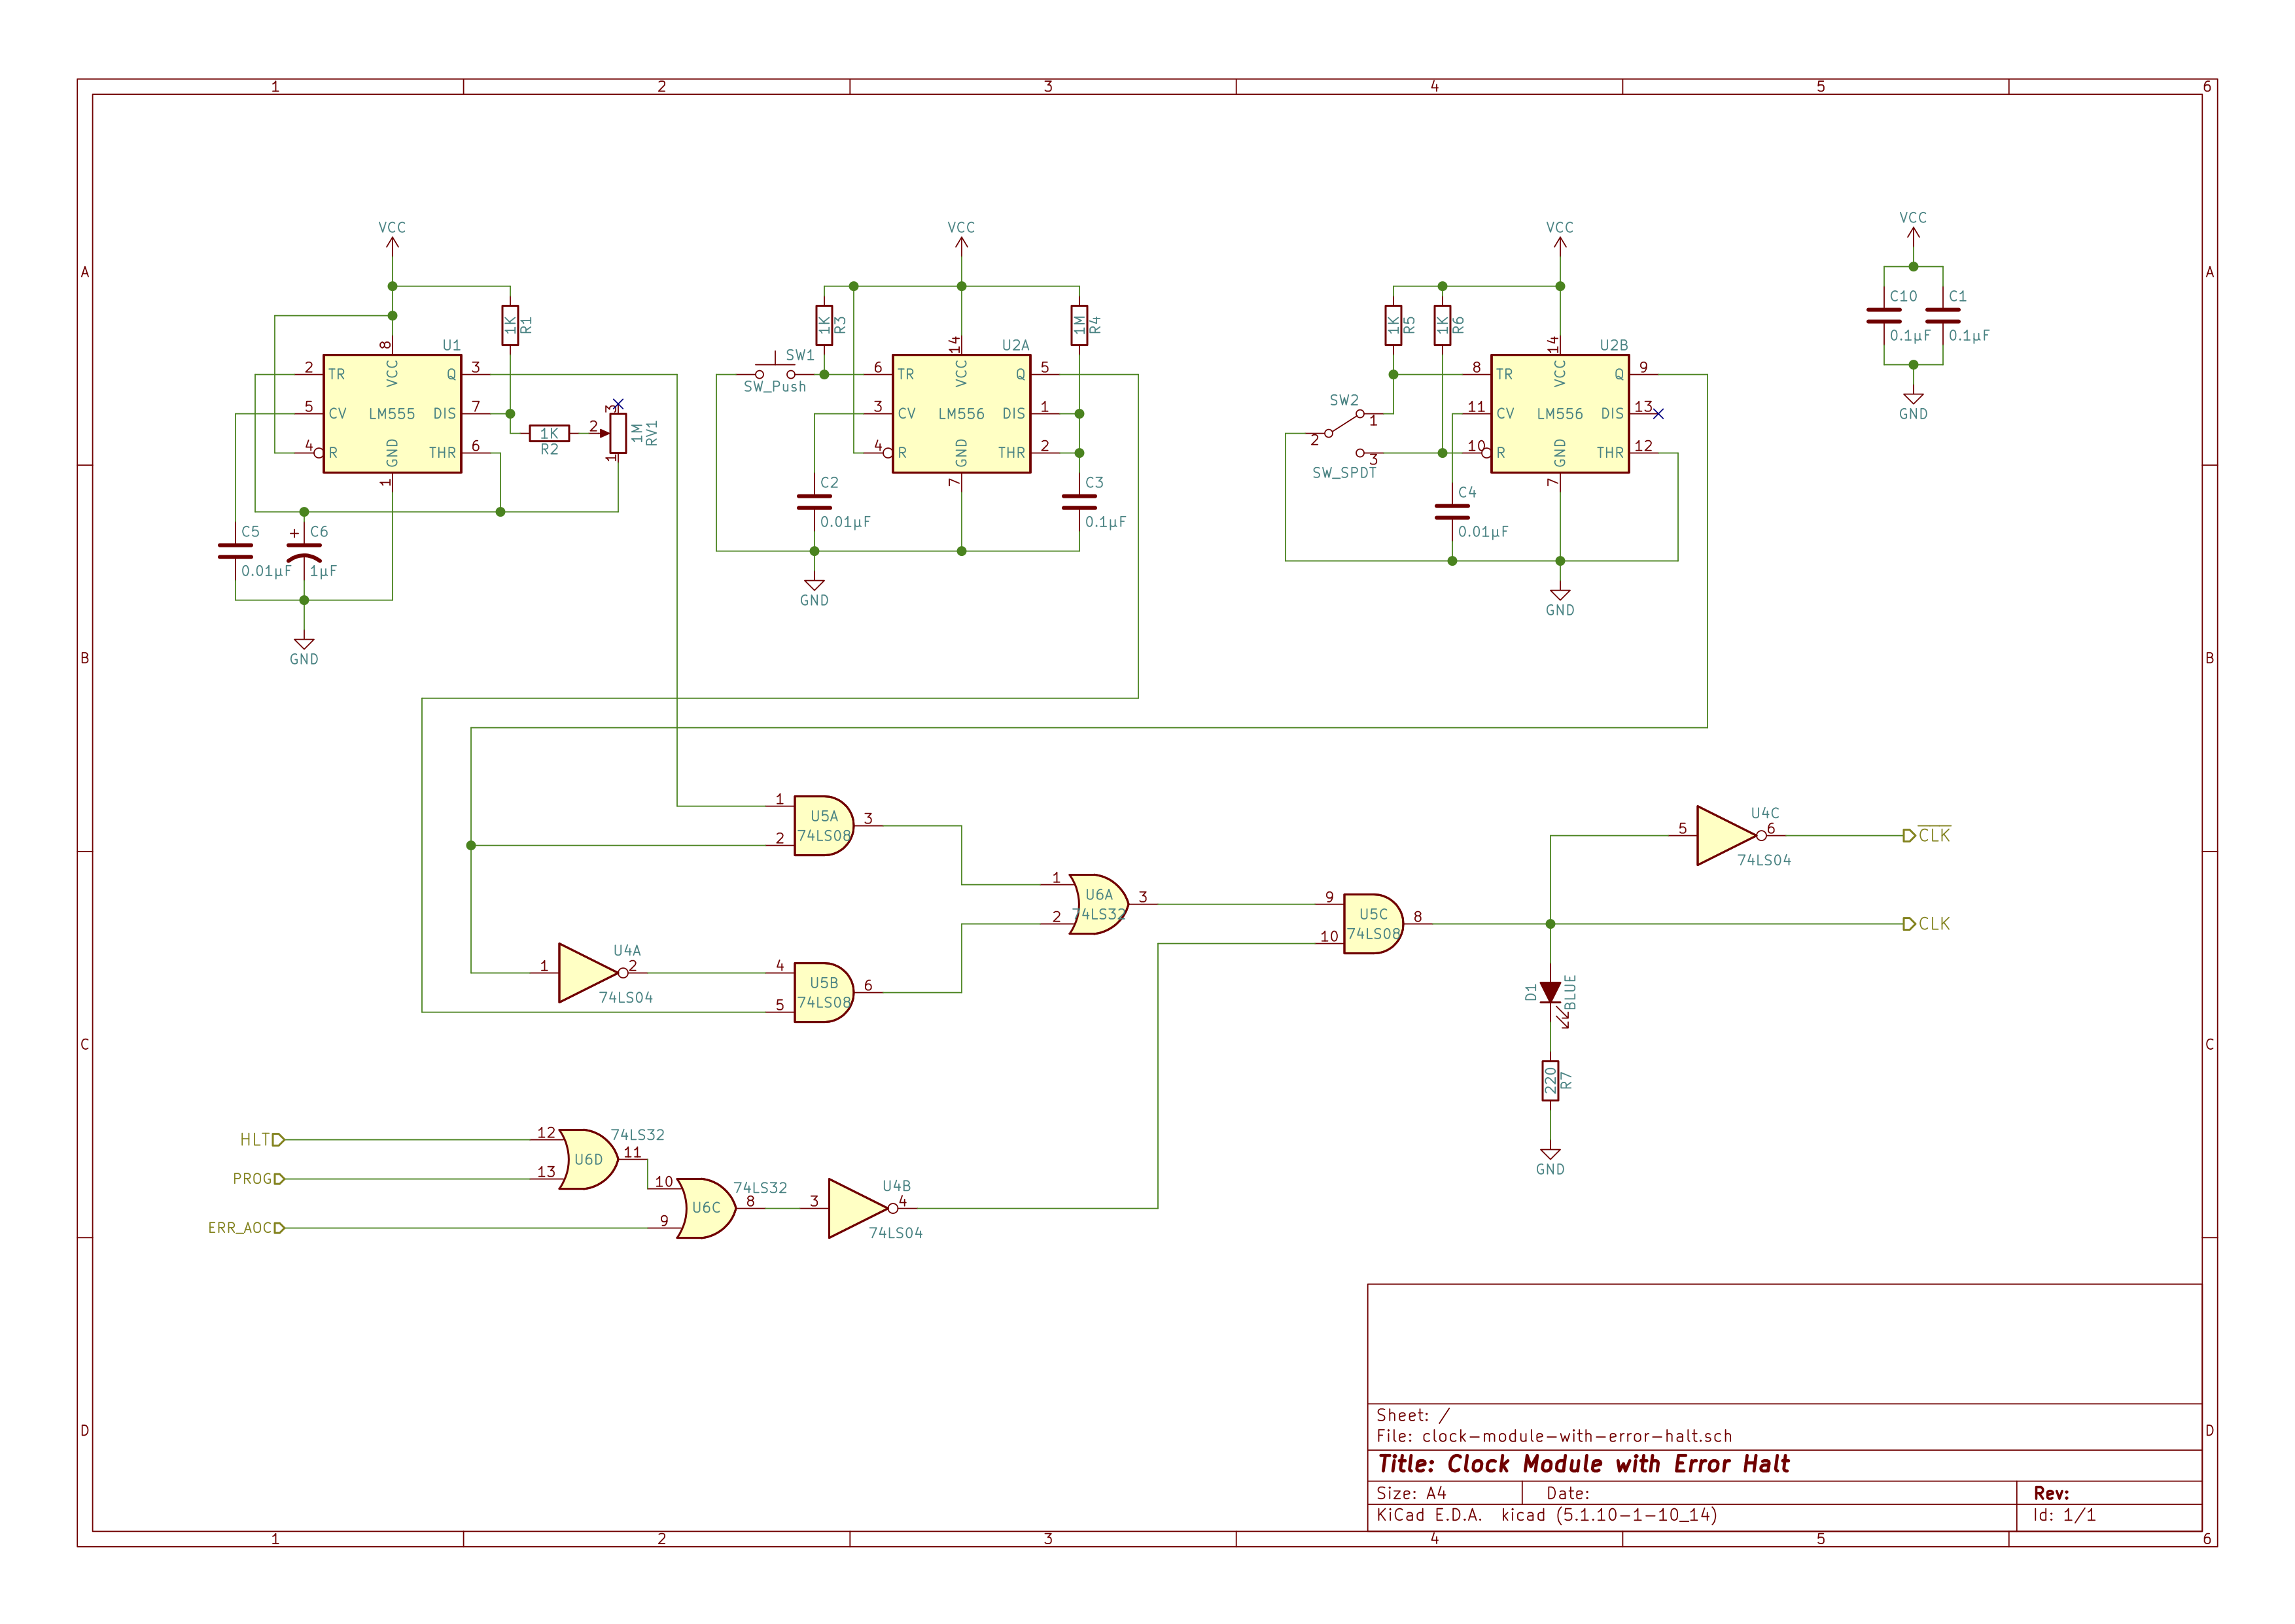 1 2 3 4 5 6
A A
B B
C C
D D
VCC
R1
1K
U1
LM555
8
VCC
2 TR
Q 3
5 CV
DIS 7
4 R
THR 6
GND
1
1K
R2
2
3
1
1M
RV1
C5
0.01µF
+
C6
1µF
GND
VCC
1K
R3
1M
R4
SW1
SW_Push
U2A
LM556
14
VCC
6 TR
Q 5
3 CV
DIS 1
4 R
THR 2
GND
7
C2
0.01µF
C3
0.1µF
GND
VCC
1K
R5
1K
R6
SW2
1
2
3
SW_SPDT
U2B
LM556
14
VCC
8 TR
Q 9
11 CV
DIS 13
10 R
THR 12
GND
7
C4
0.01µF
GND
VCC
C10
0.1µF
C1
0.1µF
GND
1
2
U5A
74LS08
3
1
U4A
2
74LS04
4
5
U5B
74LS08
6
1
2
U6A
74LS32
3
9
10
U5C
74LS08
8
5
U4C
6
74LS04
CLK
CLK
D1
BLUE
220
R7
GND
HLT
PROG
ERR_AOC
12
13
U6D
74LS32
11
10
9
U6C
74LS32
8
3
U4B
4
74LS04
Sheet: /
File: clock-module-with-error-halt.sch
Title: Clock Module with Error Halt
Size: A4 Date: Rev:
KiCad E.D.A. kicad (5.1.10-1-10_14) Id: 1/1
1 2 3 4 5 6